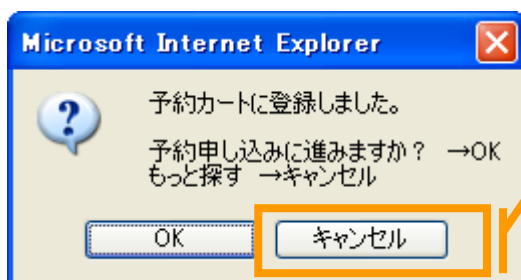 Microsoft Internet Explorer
予約カートに登録しました。
予約申し込みに進みますか？ →OK
もっと探す →キャンセル
OK
キャンセル